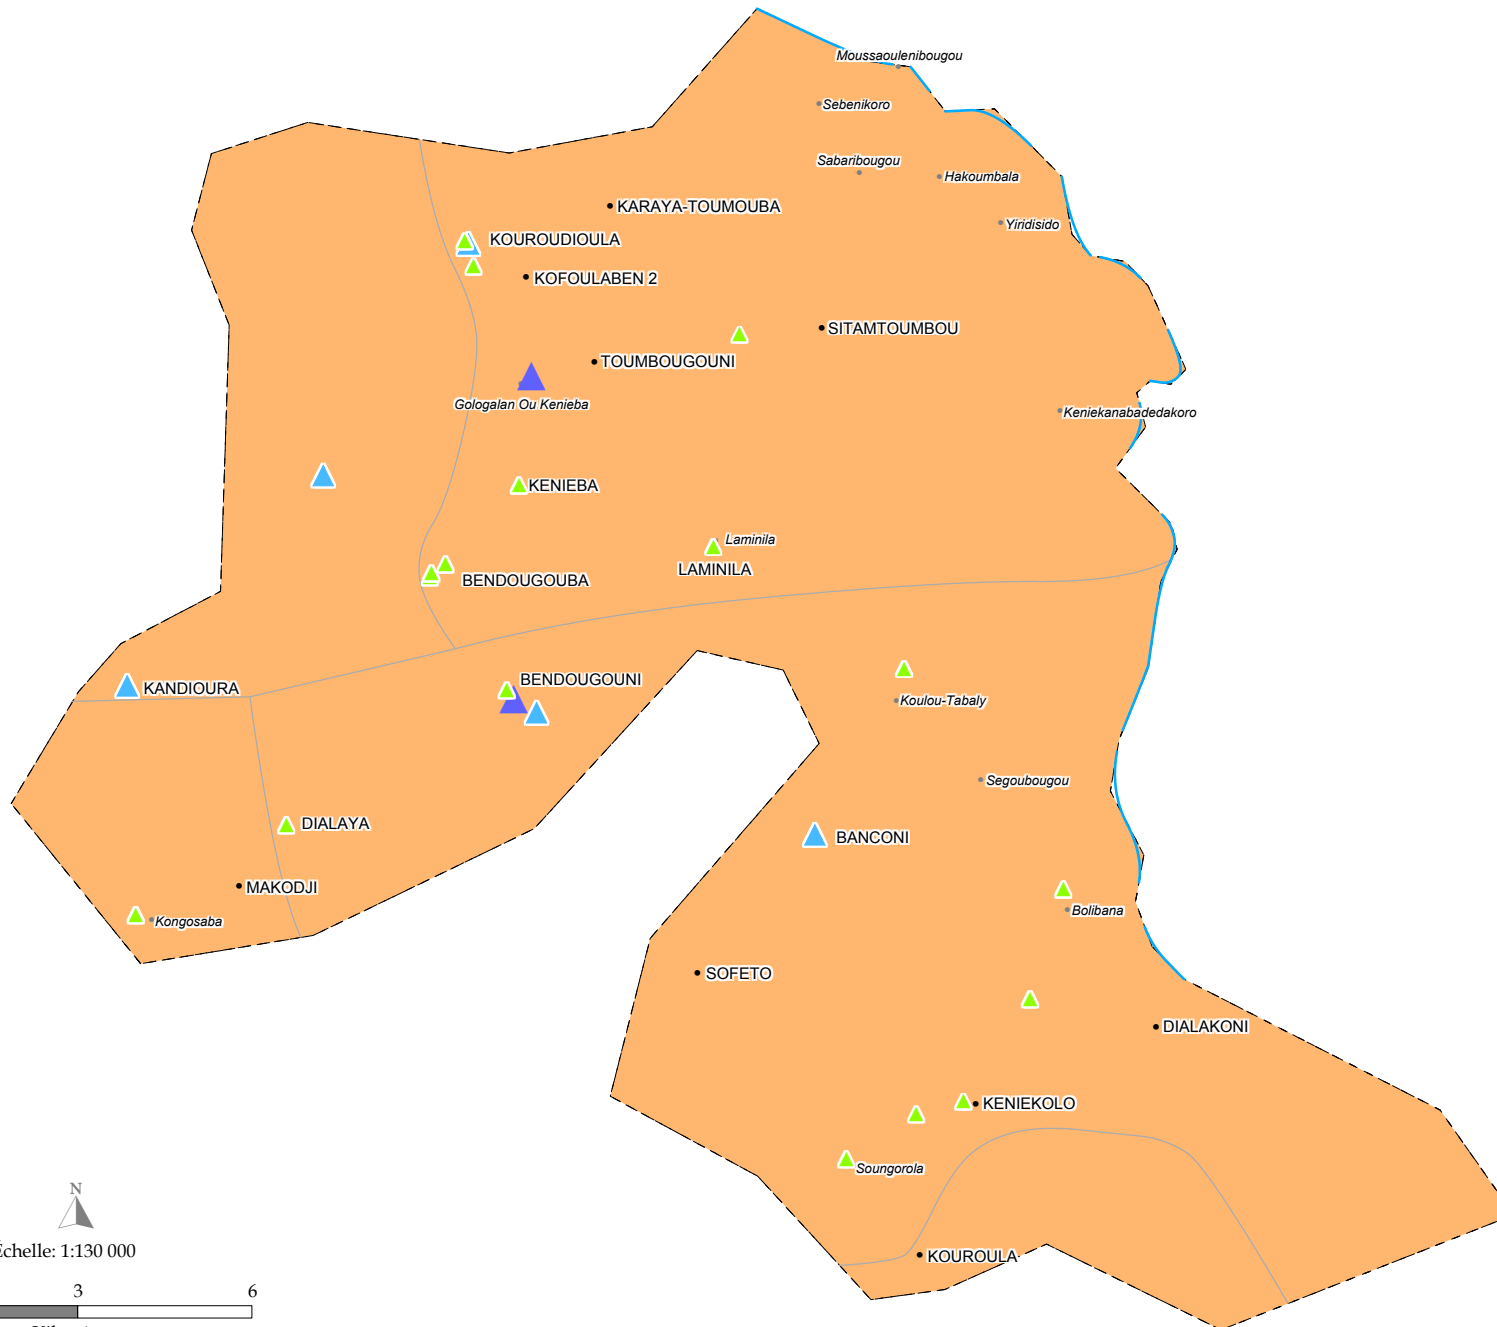 Moussaoulenibougou
Sebenikoro
Sabaribougou
Hakoumbala
KARAYA-TOUMOUBA
Yiridisido
KOUROUDIOULA
KOFOULABEN 2
SITAMTOUMBOU
TOUMBOUGOUNI
Gologalan Ou Kenieba
Keniekanabadedakoro
KENIEBA
Laminila
LAMINILA
BENDOUGOUBA
BENDOUGOUNI
KANDIOURA
Koulou-Tabaly
Segoubougou
DIALAYA
BANCONI
MAKODJI
Bolibana
Kongosaba
SOFETO
DIALAKONI
KENIEKOLO
Soungorola
N
Échelle: 1:130 000
KOUROULA
3 6